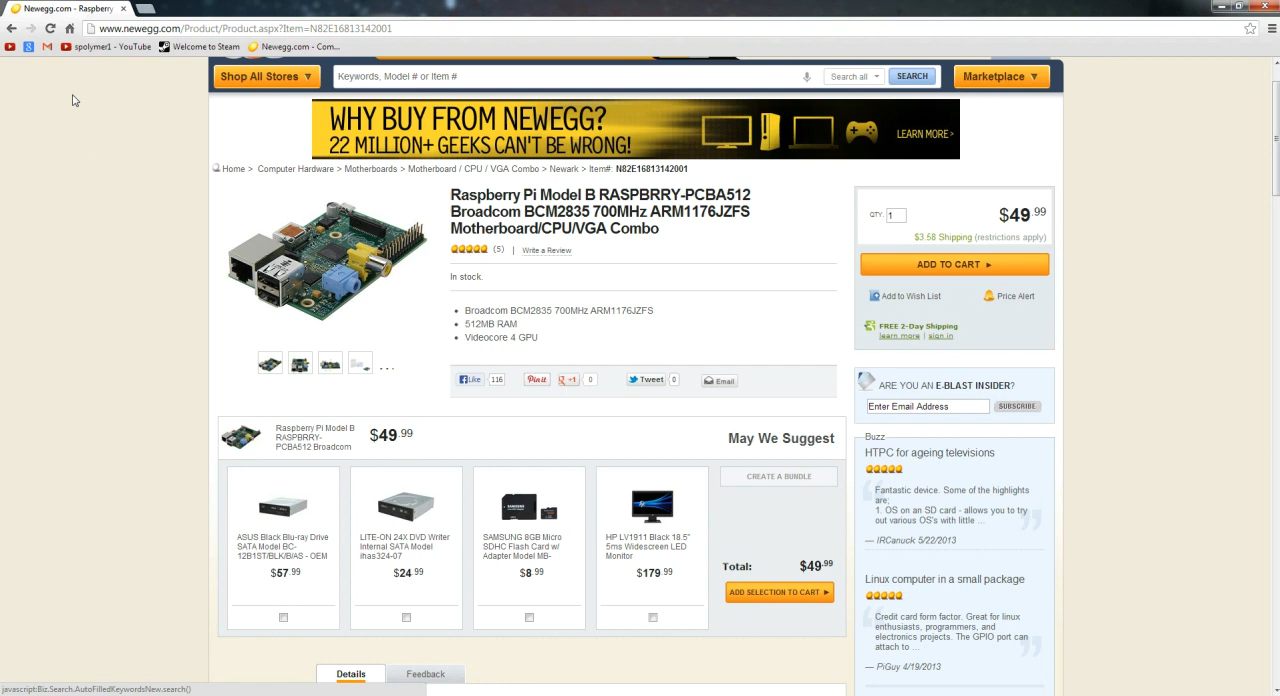 Newegg.com - Raspberry
www.newegg.com/Product/Product.aspx?Item=N82E16813142001
spolymer1 - YouTube
Welcome to Steam
Newegg.com - Com...
Shop All Stores
Keywords, Model # or Item #
Search all
SEARCH
Marketplace
WHY BUY FROM NEWEGG?
22 MILLION+ GEEKS CAN'T BE WRONG!
LEARN MORE >
Home > Computer Hardware > Motherboards > Motherboard / CPU / VGA Combo > Newark > Item#: N82E16813142001
Raspberry Pi Model B RASPBRRY-PCBA512
Broadcom BCM2835 700MHz ARM1176JZFS
Motherboard/CPU/VGA Combo
(5) | Write a Review
In stock.
Broadcom BCM2835 700MHz ARM1176JZFS
512MB RAM
Videocore 4 GPU
...
Like 116
Pin it
+1 0
Tweet 0
Email
QTY. 1
$49.99
$3.58 Shipping (restrictions apply)
ADD TO CART
Add to Wish List
Price Alert
FREE 2-Day Shipping
learn more | sign in
ARE YOU AN E-BLAST INSIDER?
Enter Email Address
SUBSCRIBE
Raspberry Pi Model B
RASPBRRY-
PCBA512 Broadcom
$49.99
May We Suggest
ASUS Black Blu-ray Drive
SATA Model BC-
12B1ST/BLK/B/AS - OEM
$57.99
LITE-ON 24X DVD Writer
Internal SATA Model
ihas324-07
$24.99
SAMSUNG 8GB Micro
SDHC Flash Card w/
Adapter Model MB-
$8.99
HP LV1911 Black 18.5"
5ms Widescreen LED
Monitor
$179.99
CREATE A BUNDLE
Total: $49.99
ADD SELECTION TO CART
Buzz
HTPC for ageing televisions
Fantastic device. Some of the highlights
are;
1. OS on an SD card - allows you to try
out various OS's with little ...
— IRCanuck 5/22/2013
Linux computer in a small package
Credit card form factor. Great for linux
enthusiasts, programmers, and
electronics projects. The GPIO port can
attach to ...
— PiGuy 4/19/2013
Details
Feedback
javascript:Biz.Search.AutoFilledKeywordsNew.search()